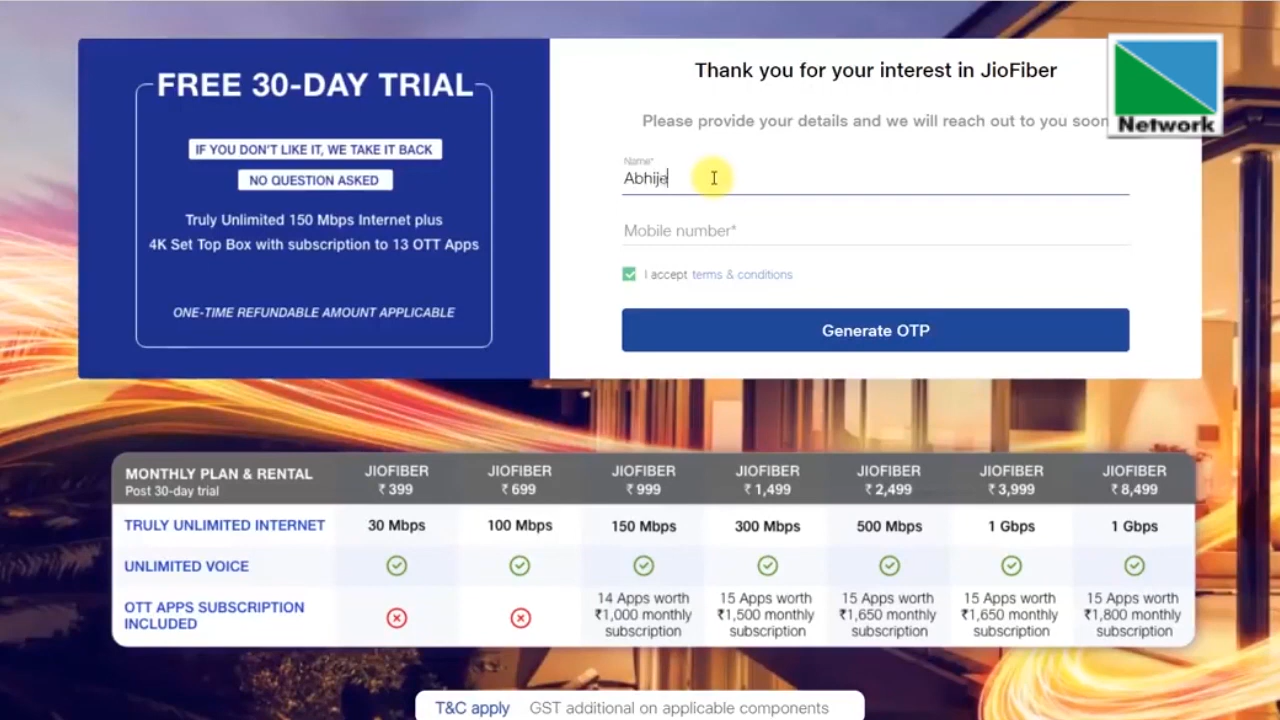 FREE 30-DAY TRIAL
IF YOU DON'T LIKE IT, WE TAKE IT BACK
NO QUESTION ASKED
Truly Unlimited 150 Mbps Internet plus
4K Set Top Box with subscription to 13 OTT Apps
ONE-TIME REFUNDABLE AMOUNT APPLICABLE
Thank you for your interest in JioFiber
Please provide your details and we will reach out to you soon
Network
Name*
Abhije
Mobile number*
I accept terms & conditions
Generate OTP
MONTHLY PLAN & RENTAL
Post 30-day trial
JIOFIBER
₹ 399
JIOFIBER
₹ 699
JIOFIBER
₹ 999
JIOFIBER
₹ 1,499
JIOFIBER
₹ 2,499
JIOFIBER
₹ 3,999
JIOFIBER
₹ 8,499
TRULY UNLIMITED INTERNET 30 Mbps 100 Mbps 150 Mbps 300 Mbps 500 Mbps 1 Gbps 1 Gbps
UNLIMITED VOICE
OTT APPS SUBSCRIPTION
INCLUDED
14 Apps worth
₹1,000 monthly
subscription
15 Apps worth
₹1,500 monthly
subscription
15 Apps worth
₹1,650 monthly
subscription
15 Apps worth
₹1,650 monthly
subscription
15 Apps worth
₹1,800 monthly
subscription
T&C apply GST additional on applicable components